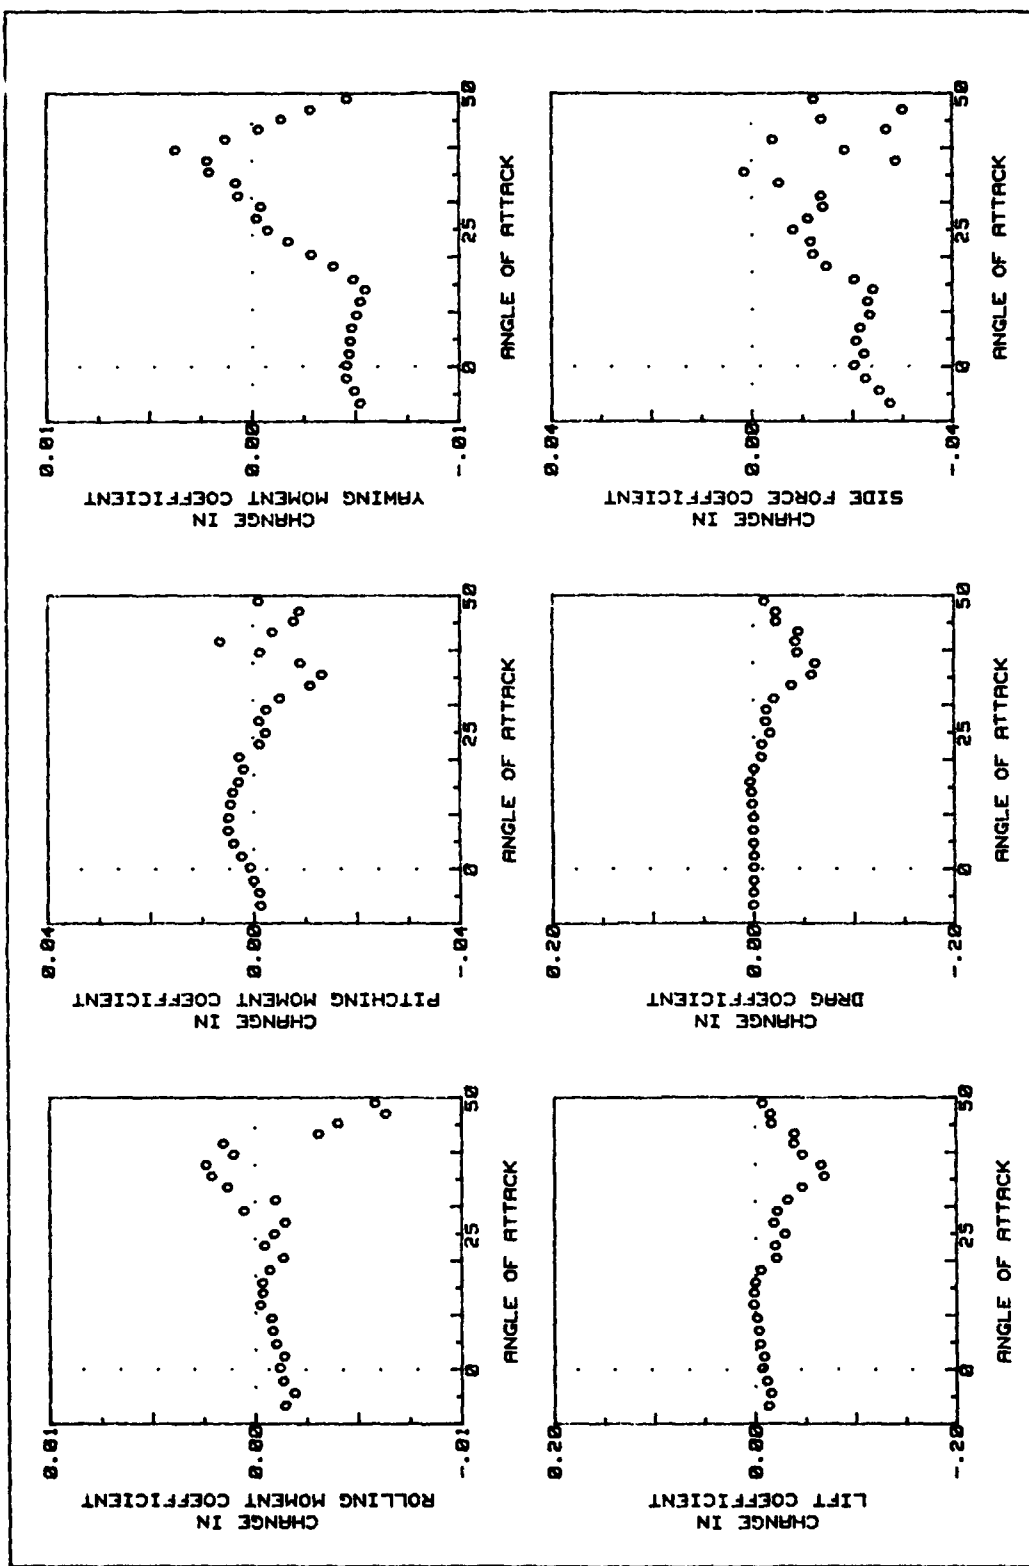 CHANGE IN
ROLLING MOMENT COEFFICIENT
0.01
0.00
-.01
0 25 50
ANGLE OF ATTACK
CHANGE IN
PITCHING MOMENT COEFFICIENT
0.04
0.00
-.04
0 25 50
ANGLE OF ATTACK
CHANGE IN
YAWING MOMENT COEFFICIENT
0.01
0.00
-.01
0 25 50
ANGLE OF ATTACK
CHANGE IN
LIFT COEFFICIENT
0.20
0.00
-.20
0 25 50
ANGLE OF ATTACK
CHANGE IN
DRAG COEFFICIENT
0.20
0.00
-.20
0 25 50
ANGLE OF ATTACK
CHANGE IN
SIDE FORCE COEFFICIENT
0.04
0.00
-.04
0 25 50
ANGLE OF ATTACK